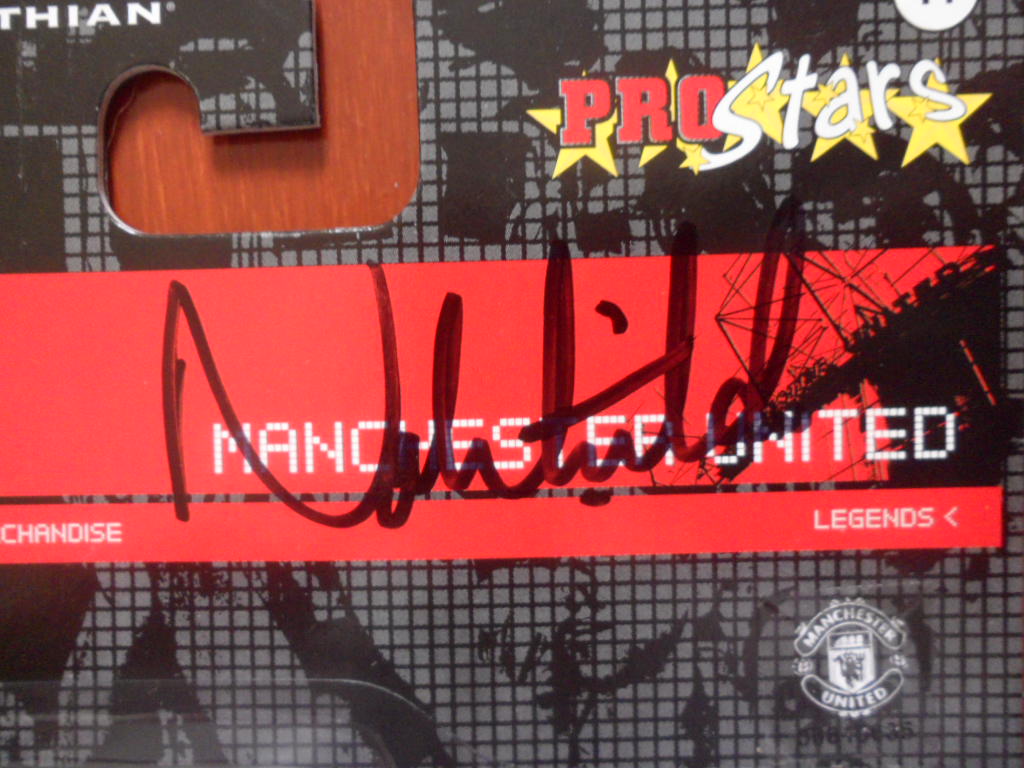 THIAN
PROStars
MANCHESTER UNITED
CHANDISE
LEGENDS <
MANCHESTER
UNITED